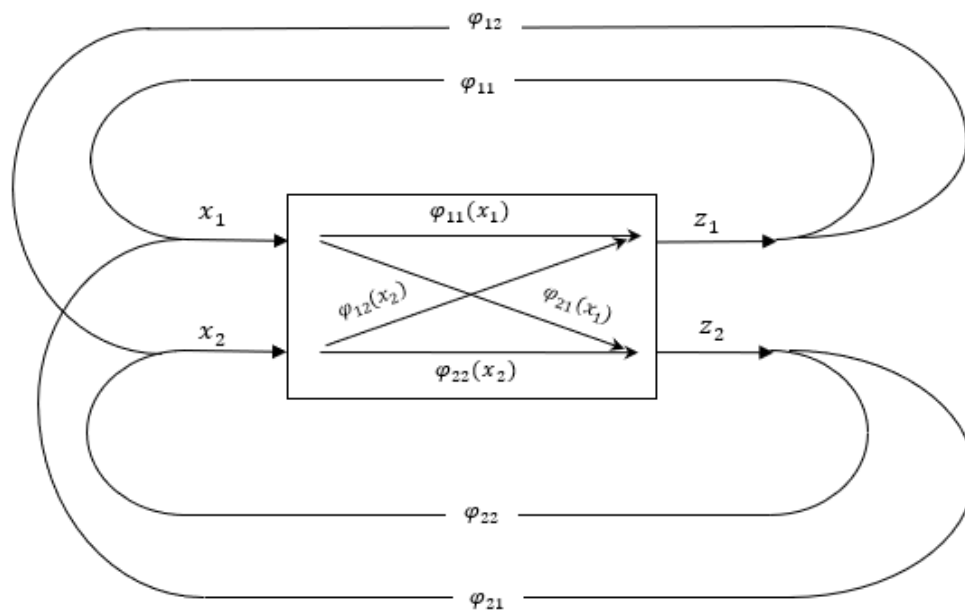 φ₁₂
φ₁₁
x₁
φ₁₁(x₁)
z₁
φ₁₂(x₂)
φ₂₁(x₁)
x₂
φ₂₂(x₂)
z₂
φ₂₂
φ₂₁